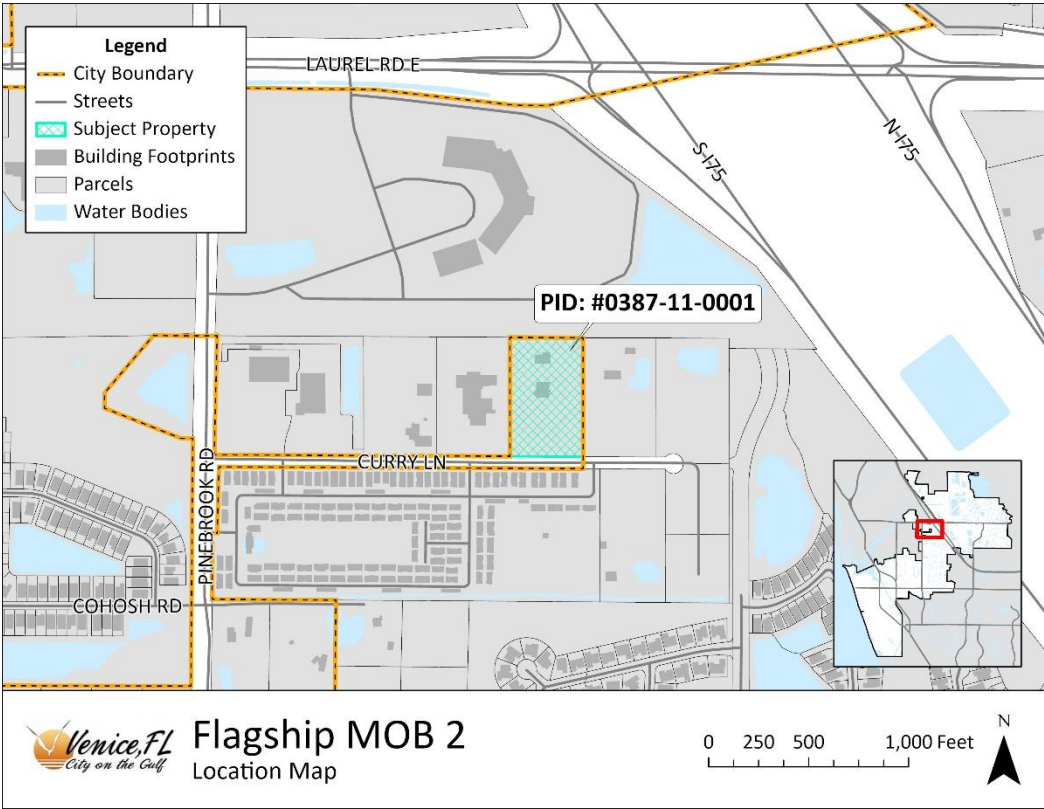 Legend
City Boundary
Streets
Subject Property
Building Footprints
Parcels
Water Bodies
LAUREL RD E
S I75
N I75
PID: #0387-11-0001
CURRY LN
PINEBROOK RD
COHOSH RD
Venice, FL
City on the Gulf
Flagship MOB 2
Location Map
0 250 500 1,000 Feet
N